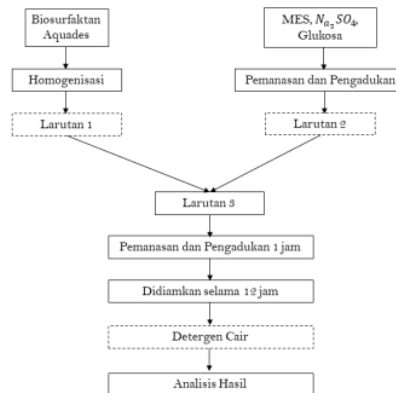 Biosurfaktan
Aquades
MES, Na₂SO₄,
Glukosa
Homogenisasi
Pemanasan dan Pengadukan
Larutan 1
Larutan 2
Larutan 3
Pemanasan dan Pengadukan 1 jam
Didiamkan selama 12 jam
Detergen Cair
Analisis Hasil